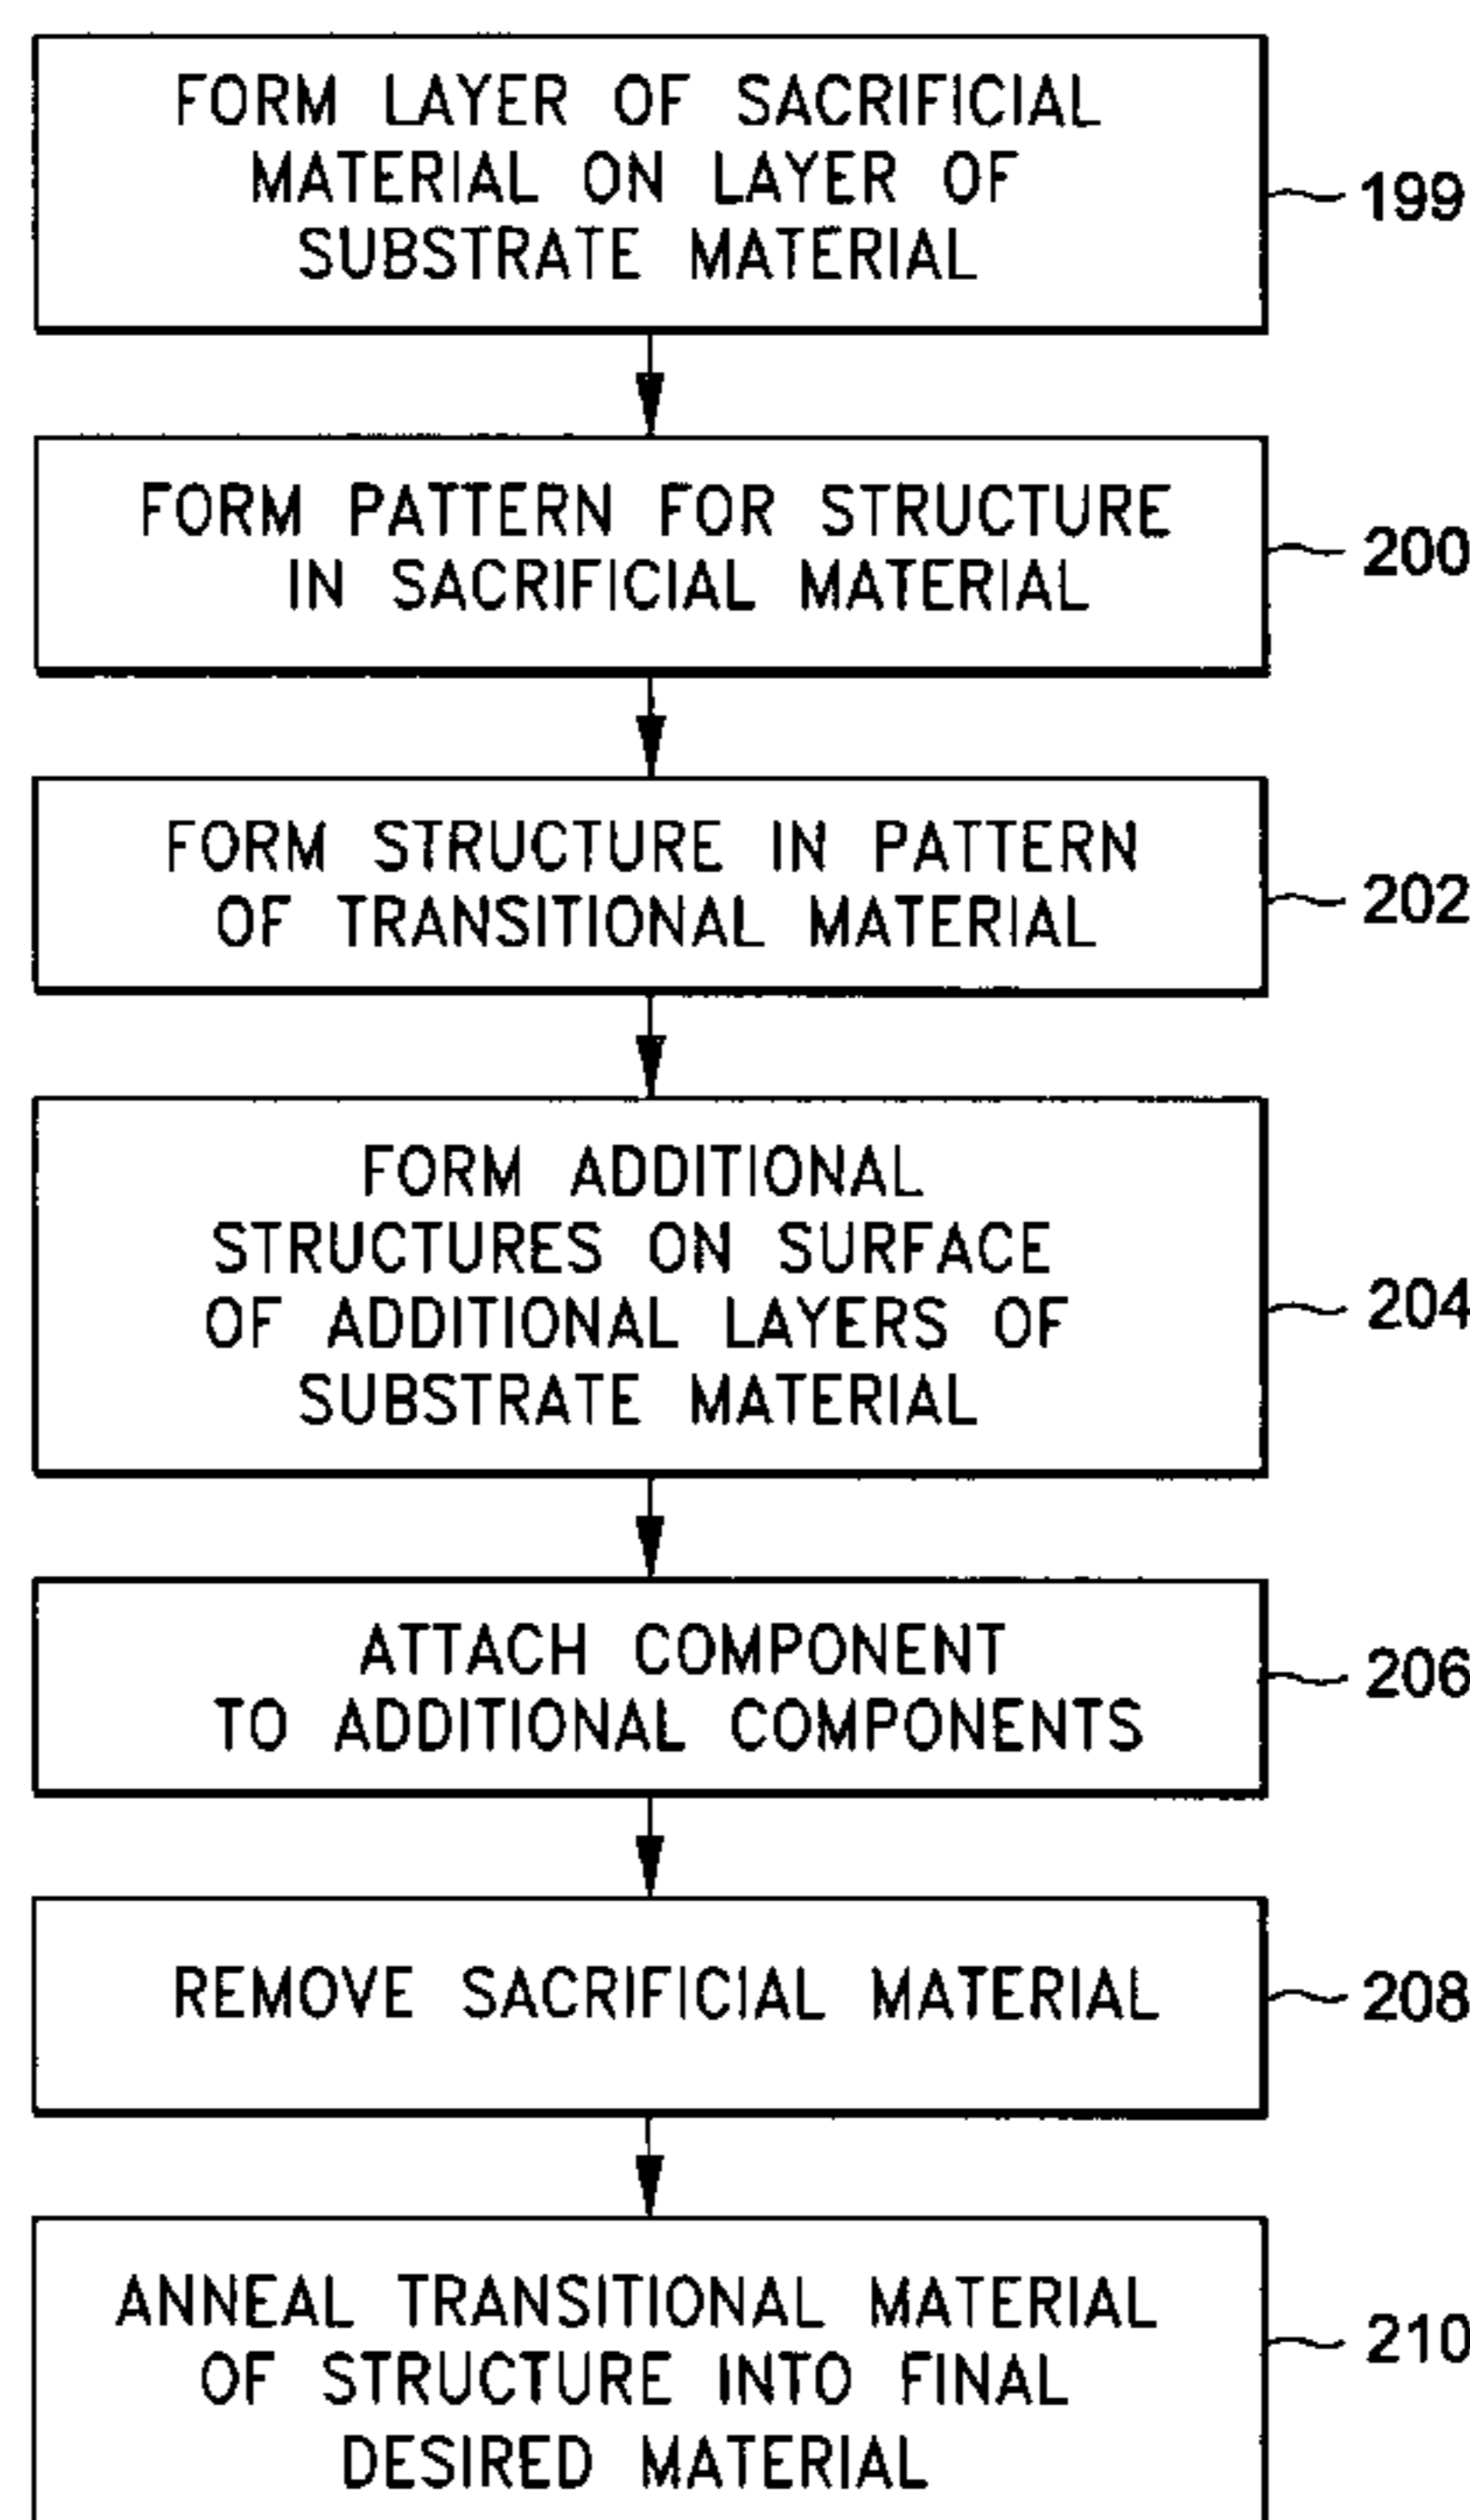 FORM LAYER OF SACRIFICIAL
MATERIAL ON LAYER OF
SUBSTRATE MATERIAL
199
FORM PATTERN FOR STRUCTURE
IN SACRIFICIAL MATERIAL
200
FORM STRUCTURE IN PATTERN
OF TRANSITIONAL MATERIAL
202
FORM ADDITIONAL
STRUCTURES ON SURFACE
OF ADDITIONAL LAYERS OF
SUBSTRATE MATERIAL
204
ATTACH COMPONENT
TO ADDITIONAL COMPONENTS
206
REMOVE SACRIFICIAL MATERIAL
208
ANNEAL TRANSITIONAL MATERIAL
OF STRUCTURE INTO FINAL
DESIRED MATERIAL
210